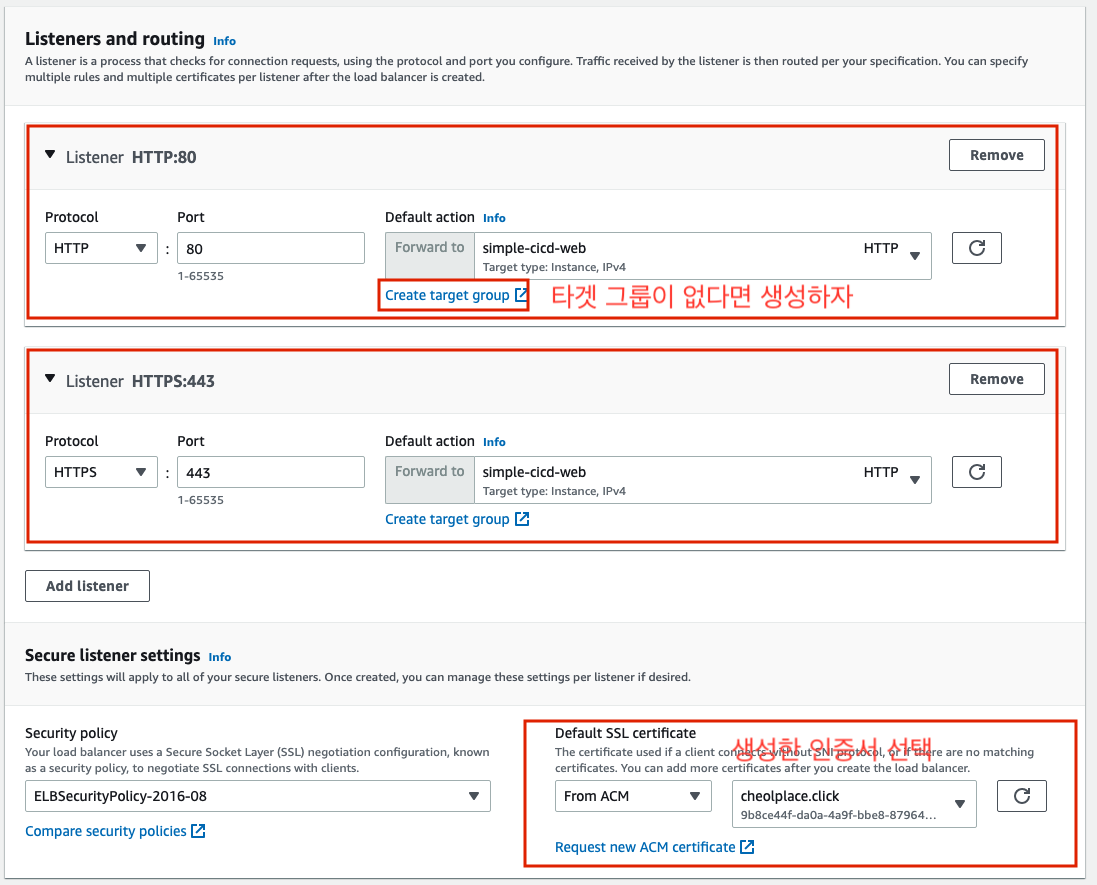 Listeners and routing Info
A listener is a process that checks for connection requests, using the protocol and port you configure. Traffic received by the listener is then routed per your specification. You can specify
multiple rules and multiple certificates per listener after the load balancer is created.
Listener HTTP:80
Remove
Protocol Port Default action Info
HTTP : 80 Forward to simple-cicd-web HTTP
Target type: Instance, IPv4
1-65535
Create target group 타겟 그룹이 없다면 생성하자
Listener HTTPS:443
Remove
Protocol Port Default action Info
HTTPS : 443 Forward to simple-cicd-web HTTP
Target type: Instance, IPv4
1-65535
Create target group
Add listener
Secure listener settings Info
These settings will apply to all of your secure listeners. Once created, you can manage these settings per listener if desired.
Security policy
Your load balancer uses a Secure Socket Layer (SSL) negotiation configuration, known
as a security policy, to negotiate SSL connections with clients.
ELBSecurityPolicy-2016-08
Compare security policies
Default SSL certificate
생성한 인증서 선택
The certificate used if a client connects without SNI protocol, or if there are no matching
certificates. You can add more certificates after you create the load balancer.
From ACM
cheolplace.click
9b8ce44f-da0a-4a9f-bbe8-87964...
Request new ACM certificate